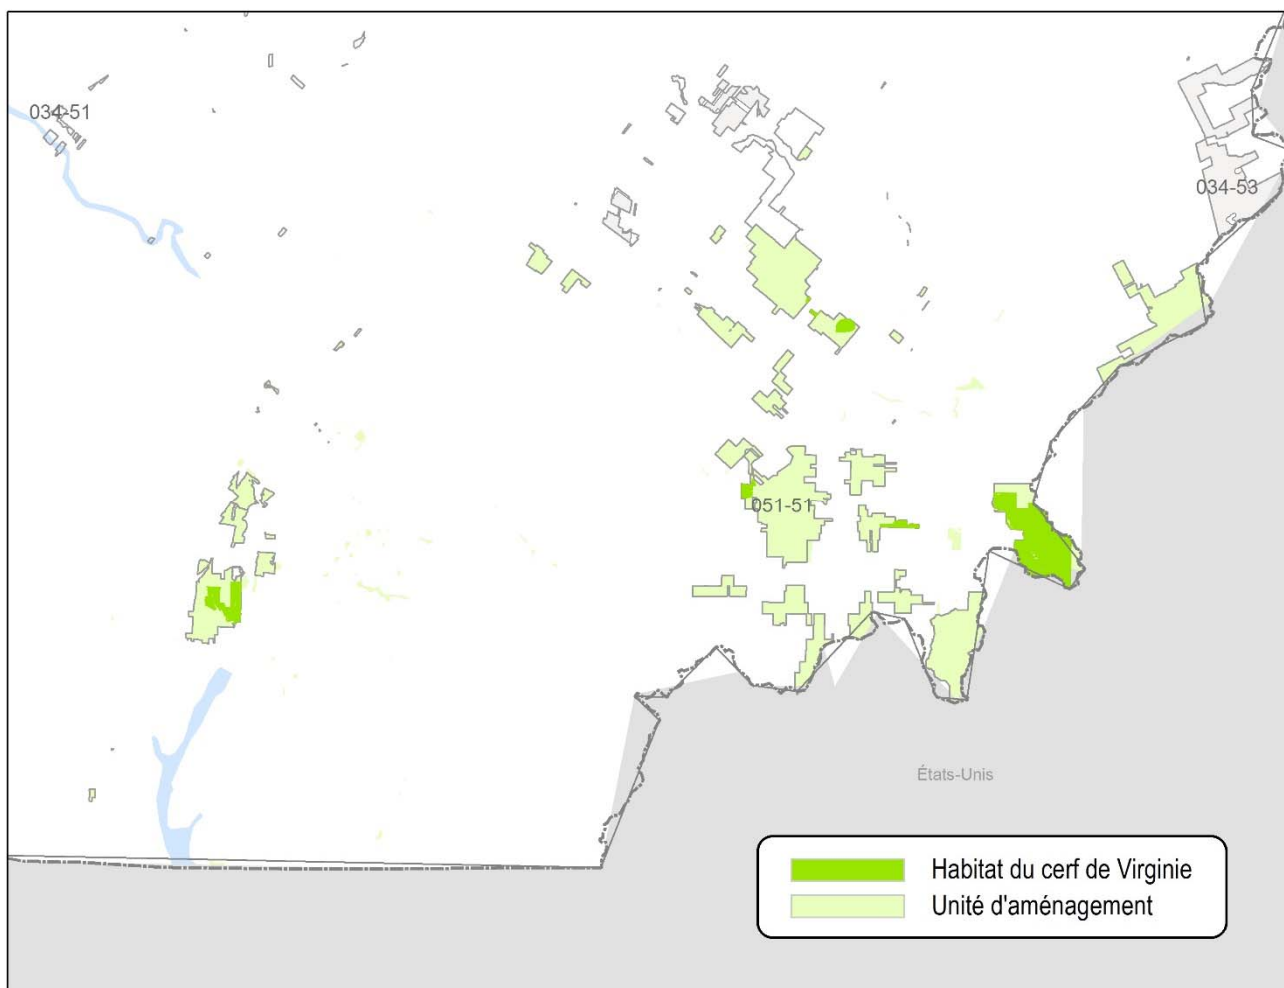 034-51
034-53
051-51
États-Unis
Habitat du cerf de Virginie
Unité d'aménagement